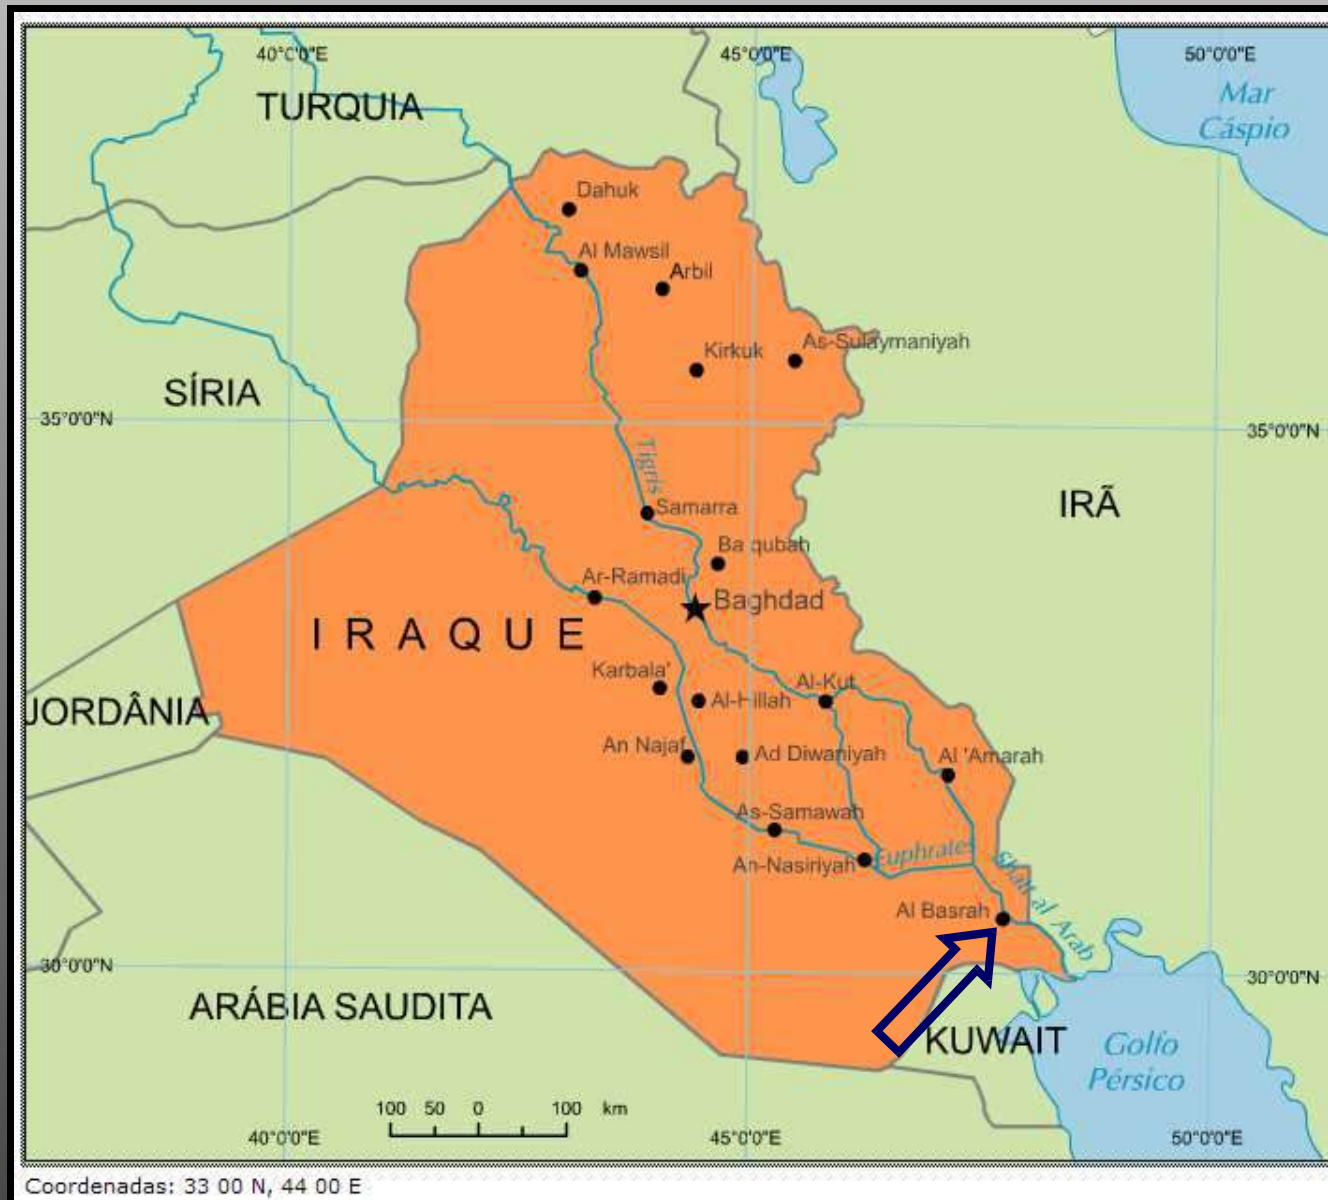 40°0'0"E
45°0'0"E
50°0'0"E
TURQUIA
Mar
Cáspio
Dahuk
Al Mawsil
Arbil
Kirkuk
As-Sulaymaniyah
SÍRIA
35°0'0"N
35°0'0"N
Tigris
IRÃ
Samarra
Ba qubah
Ar-Ramadi
Baghdad
IRAQUE
Karbala'
Al-Kut
Al-Hillah
JORDÂNIA
An Najaf
Ad Diwaniyah
Al 'Amarah
As-Samawah
Euphrates
Shatt al Arab
An-Nasiriyah
Al Basrah
30°0'0"N
30°0'0"N
ARÁBIA SAUDITA
KUWAIT
Golfo
Pérsico
100 50 0 100 km
40°0'0"E
45°0'0"E
50°0'0"E
Coordenadas: 33 00 N, 44 00 E